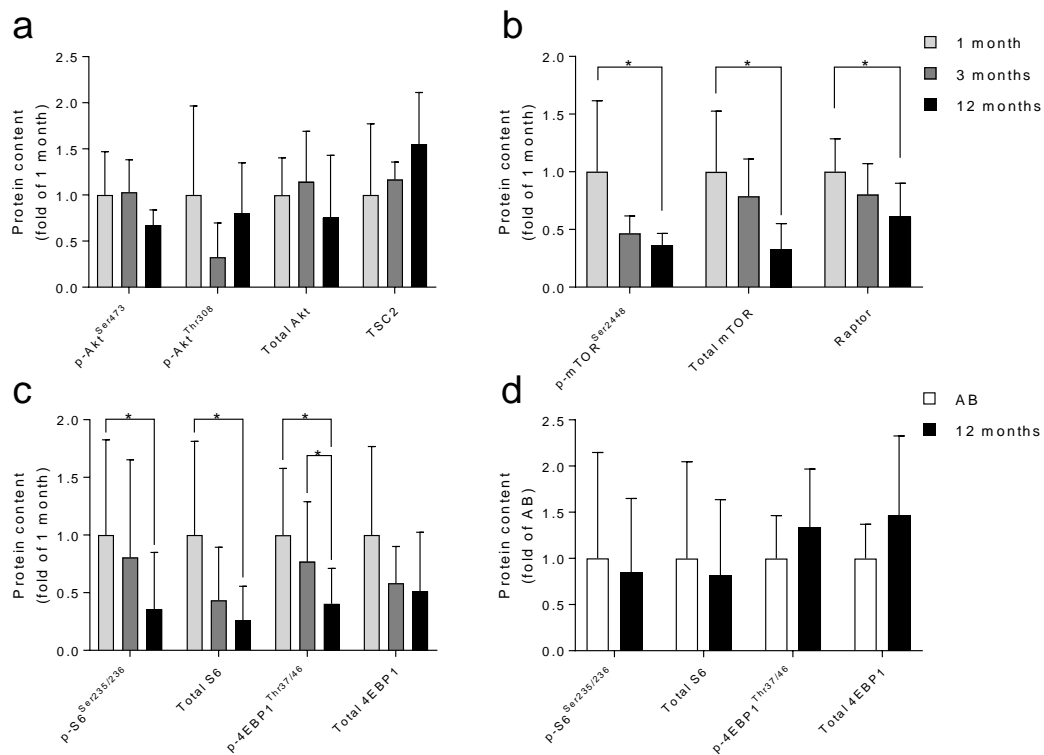 a
2.5
2.0
1.5
1.0
0.5
0.0
Protein content
(fold of 1 month)
p-Akt^Ser473
p-Akt^Thr308
Total Akt
TSC2
b
2.0
1.5
1.0
0.5
0.0
Protein content
(fold of 1 month)
* * *
p-mTOR^Ser2448
Total mTOR
Raptor
1 month
3 months
12 months
c
2.0
1.5
1.0
0.5
0.0
Protein content
(fold of 1 month)
* * *
*
p-S6^Ser235/236
Total S6
p-4EBP1^Thr37/46
Total 4EBP1
d
2.5
2.0
1.5
1.0
0.5
0.0
Protein content
(fold of AB)
p-S6^Ser235/236
Total S6
p-4EBP1^Thr37/46
Total 4EBP1
AB
12 months